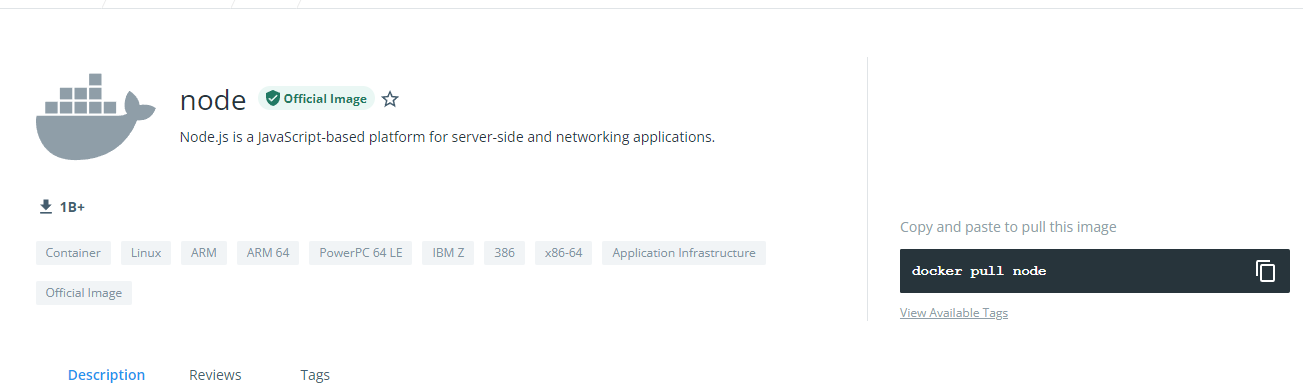 node
Official Image
Node.js is a JavaScript-based platform for server-side and networking applications.
1B+
Container
Linux
ARM
ARM 64
PowerPC 64 LE
IBM Z
386
x86-64
Application Infrastructure
Official Image
Copy and paste to pull this image
docker pull node
View Available Tags
Description
Reviews
Tags